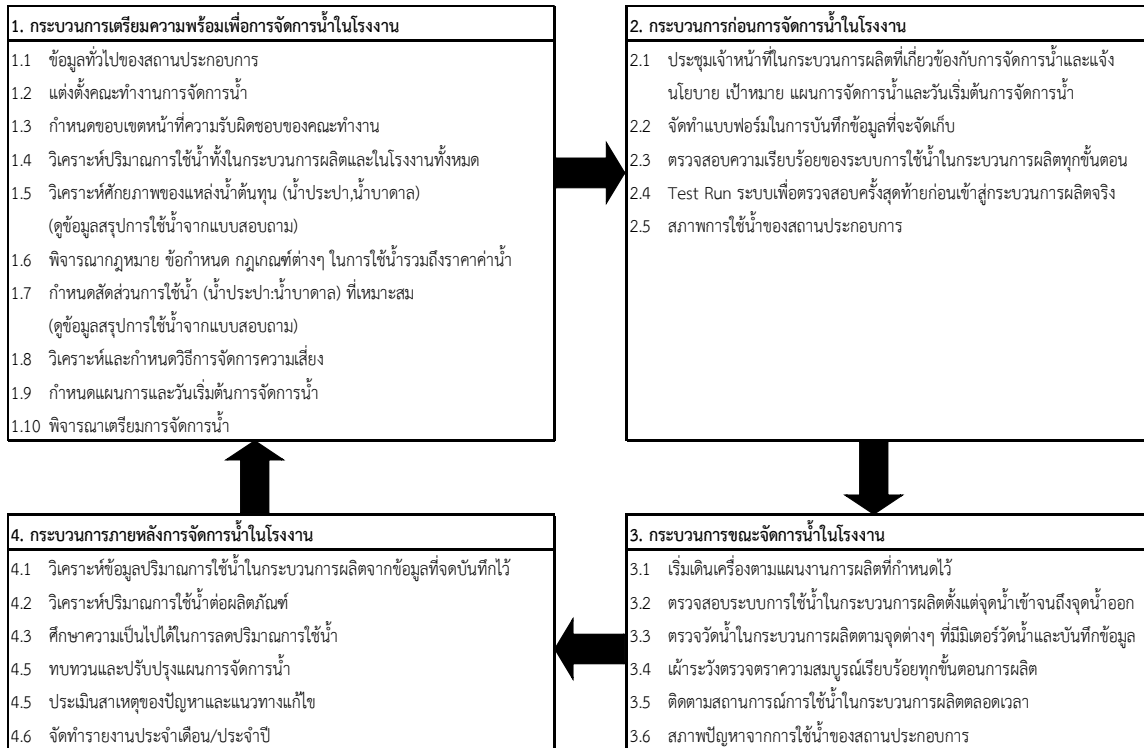 1. กระบวนการเตรียมความพร้อมเพื่อการจัดการน้ำในโรงงาน
1.1 ข้อมูลทั่วไปของสถานประกอบการ
1.2 แต่งตั้งคณะทำงานการจัดการน้ำ
1.3 กำหนดขอบเขตหน้าที่ความรับผิดชอบของคณะทำงาน
1.4 วิเคราะห์ปริมาณการใช้น้ำทั้งในกระบวนการผลิตและในโรงงานทั้งหมด
1.5 วิเคราะห์ศักยภาพของแหล่งน้ำต้นทุน (น้ำประปา,น้ำบาดาล)
(ดูข้อมูลสรุปการใช้น้ำจากแบบสอบถาม)
1.6 พิจารณากฎหมาย ข้อกำหนด กฎเกณฑ์ต่างๆ ในการใช้น้ำรวมถึงราคาค่าน้ำ
1.7 กำหนดสัดส่วนการใช้น้ำ (น้ำประปา:น้ำบาดาล) ที่เหมาะสม
(ดูข้อมูลสรุปการใช้น้ำจากแบบสอบถาม)
1.8 วิเคราะห์และกำหนดวิธีการจัดการความเสี่ยง
1.9 กำหนดแผนการและวันเริ่มต้นการจัดการน้ำ
1.10 พิจารณาเตรียมการจัดการน้ำ
2. กระบวนการก่อนการจัดการน้ำในโรงงาน
2.1 ประชุมเจ้าหน้าที่ในกระบวนการผลิตที่เกี่ยวข้องกับการจัดการน้ำและแจ้ง
นโยบาย เป้าหมาย แผนการจัดการน้ำและวันเริ่มต้นการจัดการน้ำ
2.2 จัดทำแบบฟอร์มในการบันทึกข้อมูลที่จะจัดเก็บ
2.3 ตรวจสอบความเรียบร้อยของระบบการใช้น้ำในกระบวนการผลิตทุกขั้นตอน
2.4 Test Run ระบบเพื่อตรวจสอบครั้งสุดท้ายก่อนเข้าสู่กระบวนการผลิตจริง
2.5 สภาพการใช้น้ำของสถานประกอบการ
3. กระบวนการขณะจัดการน้ำในโรงงาน
3.1 เริ่มเดินเครื่องตามแผนงานการผลิตที่กำหนดไว้
3.2 ตรวจสอบระบบการใช้น้ำในกระบวนการผลิตตั้งแต่จุดน้ำเข้าจนถึงจุดน้ำออก
3.3 ตรวจวัดน้ำในกระบวนการผลิตตามจุดต่างๆ ที่มีมิเตอร์วัดน้ำและบันทึกข้อมูล
3.4 เฝ้าระวังตรวจตราความสมบูรณ์เรียบร้อยทุกขั้นตอนการผลิต
3.5 ติดตามสถานการณ์การใช้น้ำในกระบวนการผลิตตลอดเวลา
3.6 สภาพปัญหาจากการใช้น้ำของสถานประกอบการ
4. กระบวนการภายหลังการจัดการน้ำในโรงงาน
4.1 วิเคราะห์ข้อมูลปริมาณการใช้น้ำในกระบวนการผลิตจากข้อมูลที่จดบันทึกไว้
4.2 วิเคราะห์ปริมาณการใช้น้ำต่อผลิตภัณฑ์
4.3 ศึกษาความเป็นไปได้ในการลดปริมาณการใช้น้ำ
4.5 ทบทวนและปรับปรุงแผนการจัดการน้ำ
4.5 ประเมินสาเหตุของปัญหาและแนวทางแก้ไข
4.6 จัดทำรายงานประจำเดือน/ประจำปี